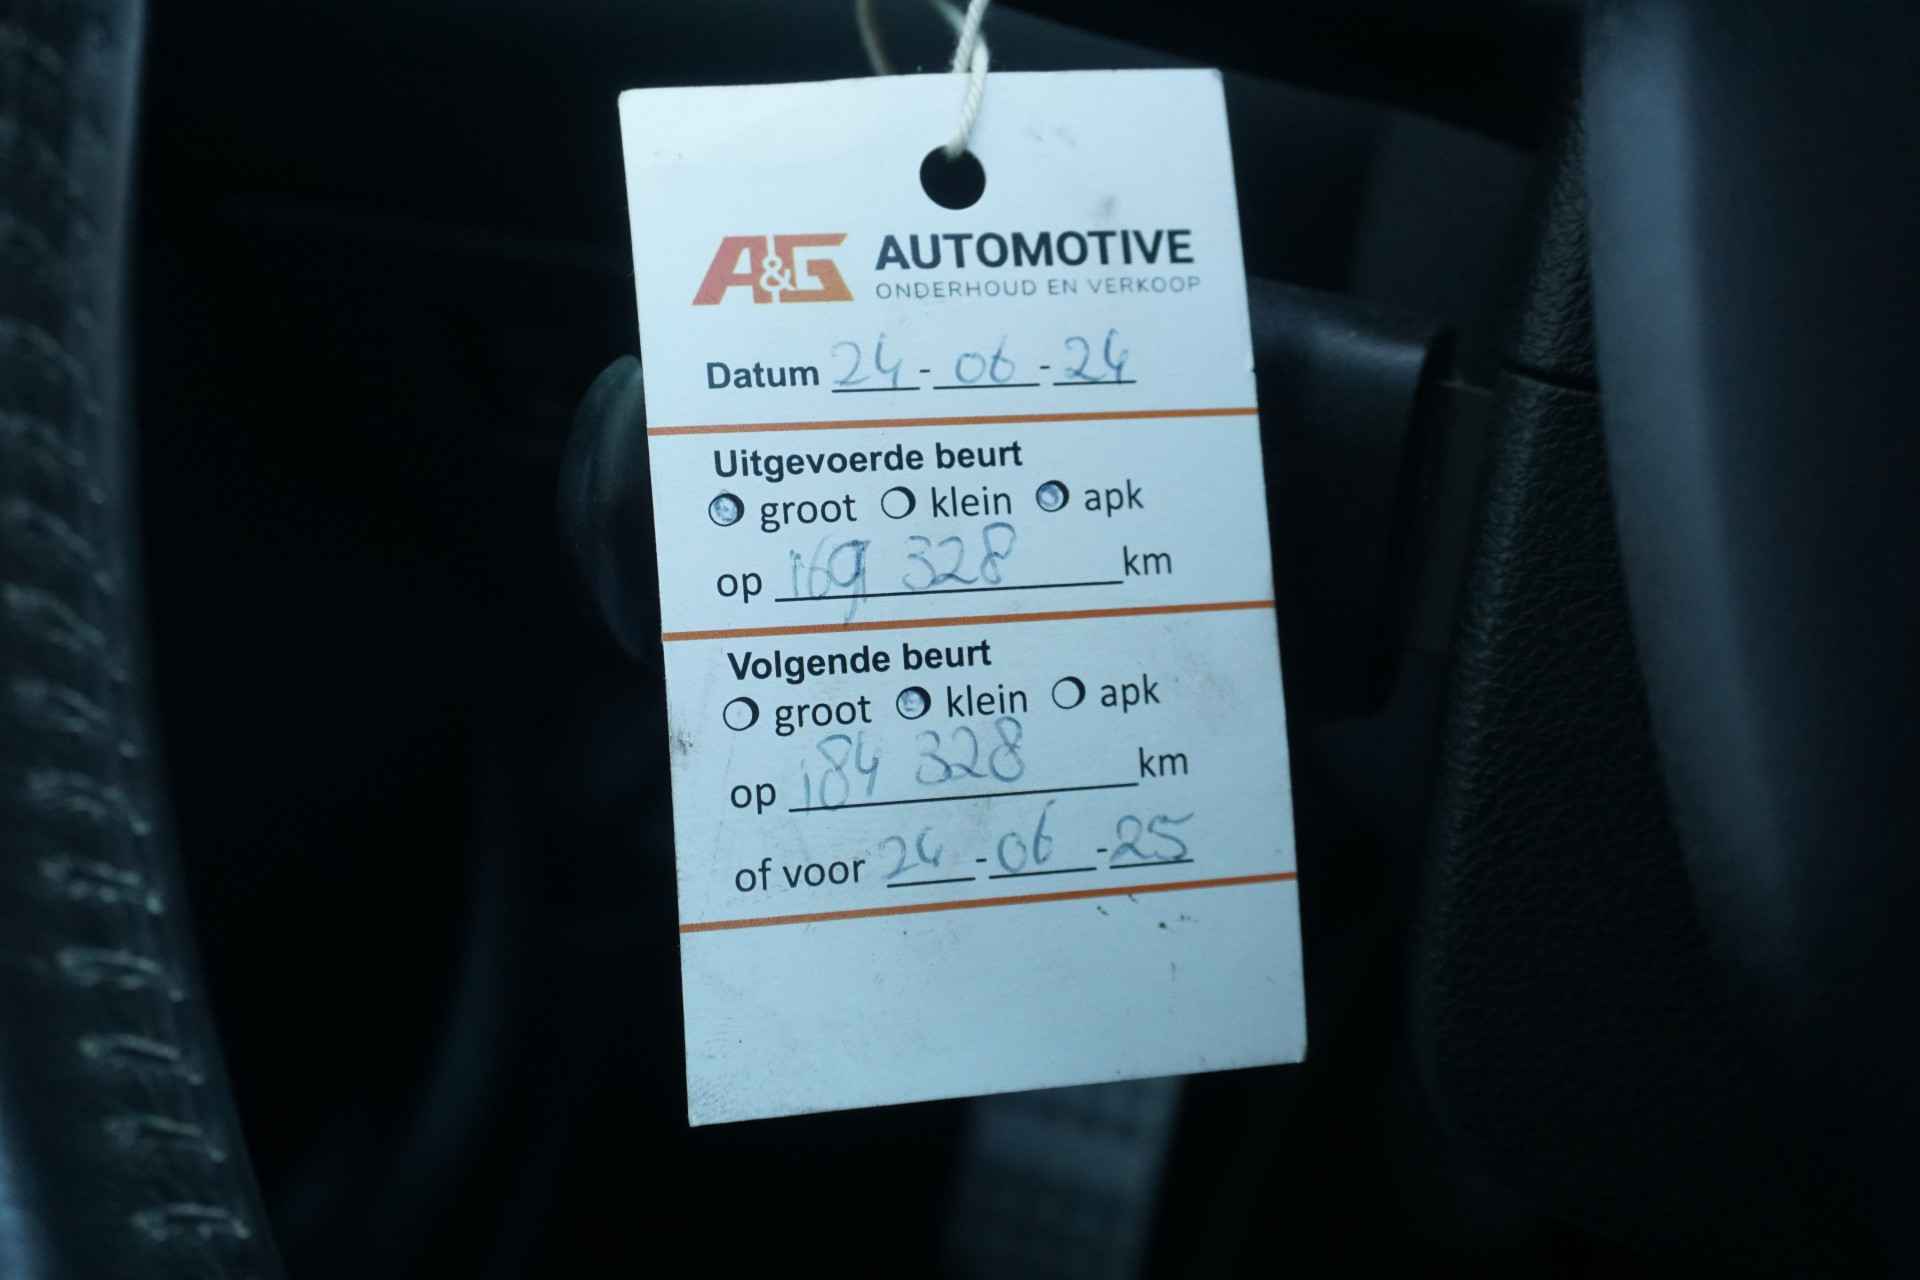 A&G AUTOMOTIVE
ONDERHOUD EN VERKOOP
Datum 24-06-24
Uitgevoerde beurt
groot klein apk
op 169 328 km
Volgende beurt
groot klein apk
op 184 328 km
of voor 24-06-25